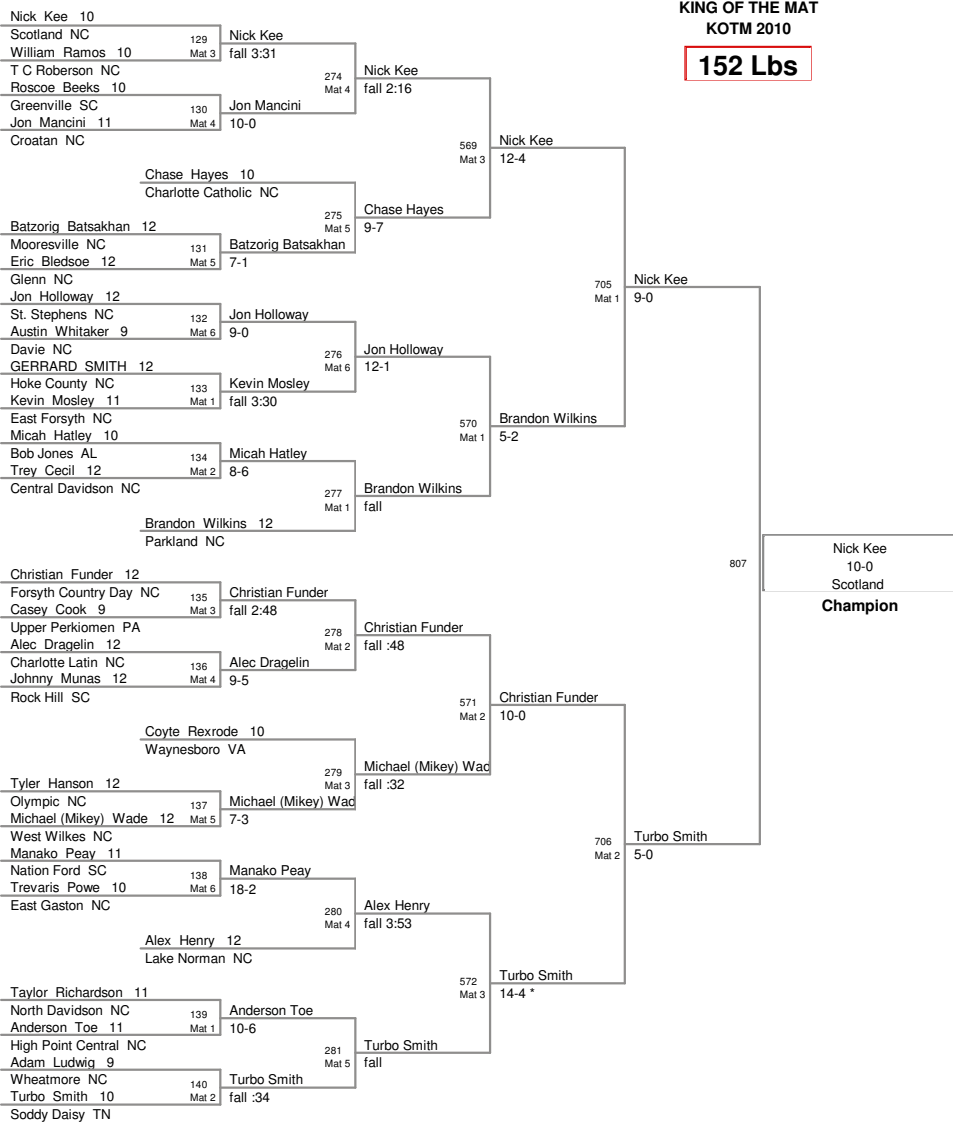 KING OF THE MAT
KOTM 2010
152 Lbs
Nick Kee 10
Scotland NC
William Ramos 10
T C Roberson NC
Roscoe Beeks 10
Greenville SC
Jon Mancini 11
Croatan NC
Chase Hayes 10
Charlotte Catholic NC
Batzorig Batsakhan 12
Mooresville NC
Eric Bledsoe 12
Glenn NC
Jon Holloway 12
St. Stephens NC
Austin Whitaker 9
Davie NC
GERRARD SMITH 12
Hoke County NC
Kevin Mosley 11
East Forsyth NC
Micah Hatley 10
Bob Jones AL
Trey Cecil 12
Central Davidson NC
Brandon Wilkins 12
Parkland NC
Christian Funder 12
Forsyth Country Day NC
Casey Cook 9
Upper Perkiomen PA
Alec Dragelin 12
Charlotte Latin NC
Johnny Munas 12
Rock Hill SC
Coyte Rexrode 10
Waynesboro VA
Tyler Hanson 12
Olympic NC
Michael (Mikey) Wade 12
West Wilkes NC
Manako Peay 11
Nation Ford SC
Trevaris Powe 10
East Gaston NC
Alex Henry 12
Lake Norman NC
Taylor Richardson 11
North Davidson NC
Anderson Toe 11
High Point Central NC
Adam Ludwig 9
Wheatmore NC
Turbo Smith 10
Soddy Daisy TN
129
Mat 3
Nick Kee
fall 3:31
130
Mat 4
Jon Mancini
10-0
131
Mat 5
Batzorig Batsakhan
7-1
132
Mat 6
Jon Holloway
9-0
133
Mat 1
Kevin Mosley
fall 3:30
134
Mat 2
Micah Hatley
8-6
135
Mat 3
Christian Funder
fall 2:48
136
Mat 4
Alec Dragelin
9-5
137
Mat 5
Michael (Mikey) Wad
7-3
138
Mat 6
Manako Peay
18-2
139
Mat 1
Anderson Toe
10-6
140
Mat 2
Turbo Smith
fall :34
274
Mat 4
Nick Kee
fall 2:16
275
Mat 5
Chase Hayes
9-7
276
Mat 6
Jon Holloway
12-1
277
Mat 1
Brandon Wilkins
fall
278
Mat 2
Christian Funder
fall :48
279
Mat 3
Michael (Mikey) Wad
fall :32
280
Mat 4
Alex Henry
fall 3:53
281
Mat 5
Turbo Smith
fall
569
Mat 3
Nick Kee
12-4
570
Mat 1
Brandon Wilkins
5-2
571
Mat 2
Christian Funder
10-0
572
Mat 3
Turbo Smith
14-4 *
705
Mat 1
Nick Kee
9-0
706
Mat 2
Turbo Smith
5-0
807
Nick Kee
10-0
Scotland
Champion